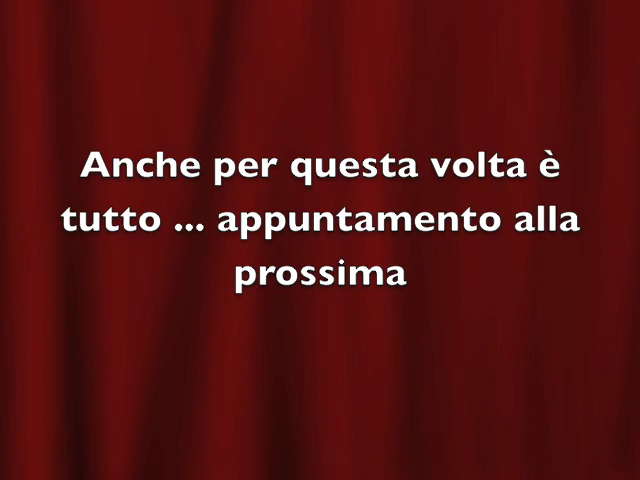 Anche per questa volta è
tutto ... appuntamento alla
prossima